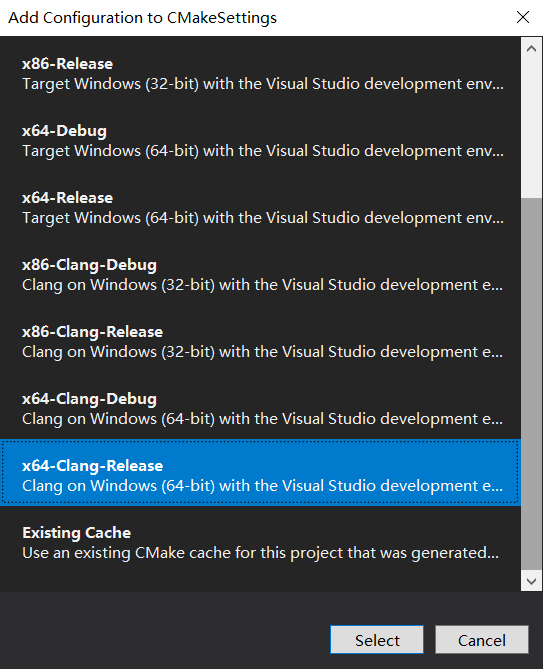 Add Configuration to CMakeSettings
x86-Release
Target Windows (32-bit) with the Visual Studio development env...
x64-Debug
Target Windows (64-bit) with the Visual Studio development env...
x64-Release
Target Windows (64-bit) with the Visual Studio development env...
x86-Clang-Debug
Clang on Windows (32-bit) with the Visual Studio development e...
x86-Clang-Release
Clang on Windows (32-bit) with the Visual Studio development e...
x64-Clang-Debug
Clang on Windows (64-bit) with the Visual Studio development e...
x64-Clang-Release
Clang on Windows (64-bit) with the Visual Studio development e...
Existing Cache
Use an existing CMake cache for this project that was generated...
Select
Cancel